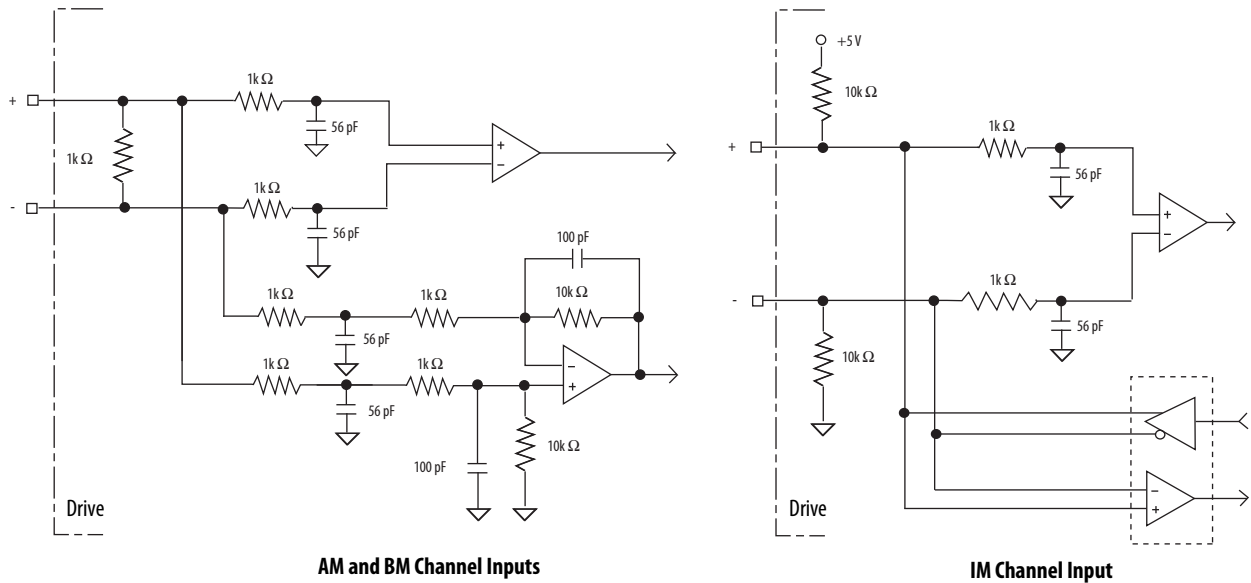 +5 V
1k Ω
10k Ω
+
56 pF
1k Ω
+
1k Ω
56 pF
+
−
1k Ω
-
56 pF
+
−
100 pF
-
1k Ω
1k Ω
1k Ω
10k Ω
56 pF
56 pF
10k Ω
−
+
1k Ω
1k Ω
56 pF
10k Ω
100 pF
−
+
Drive
Drive
AM and BM Channel Inputs
IM Channel Input